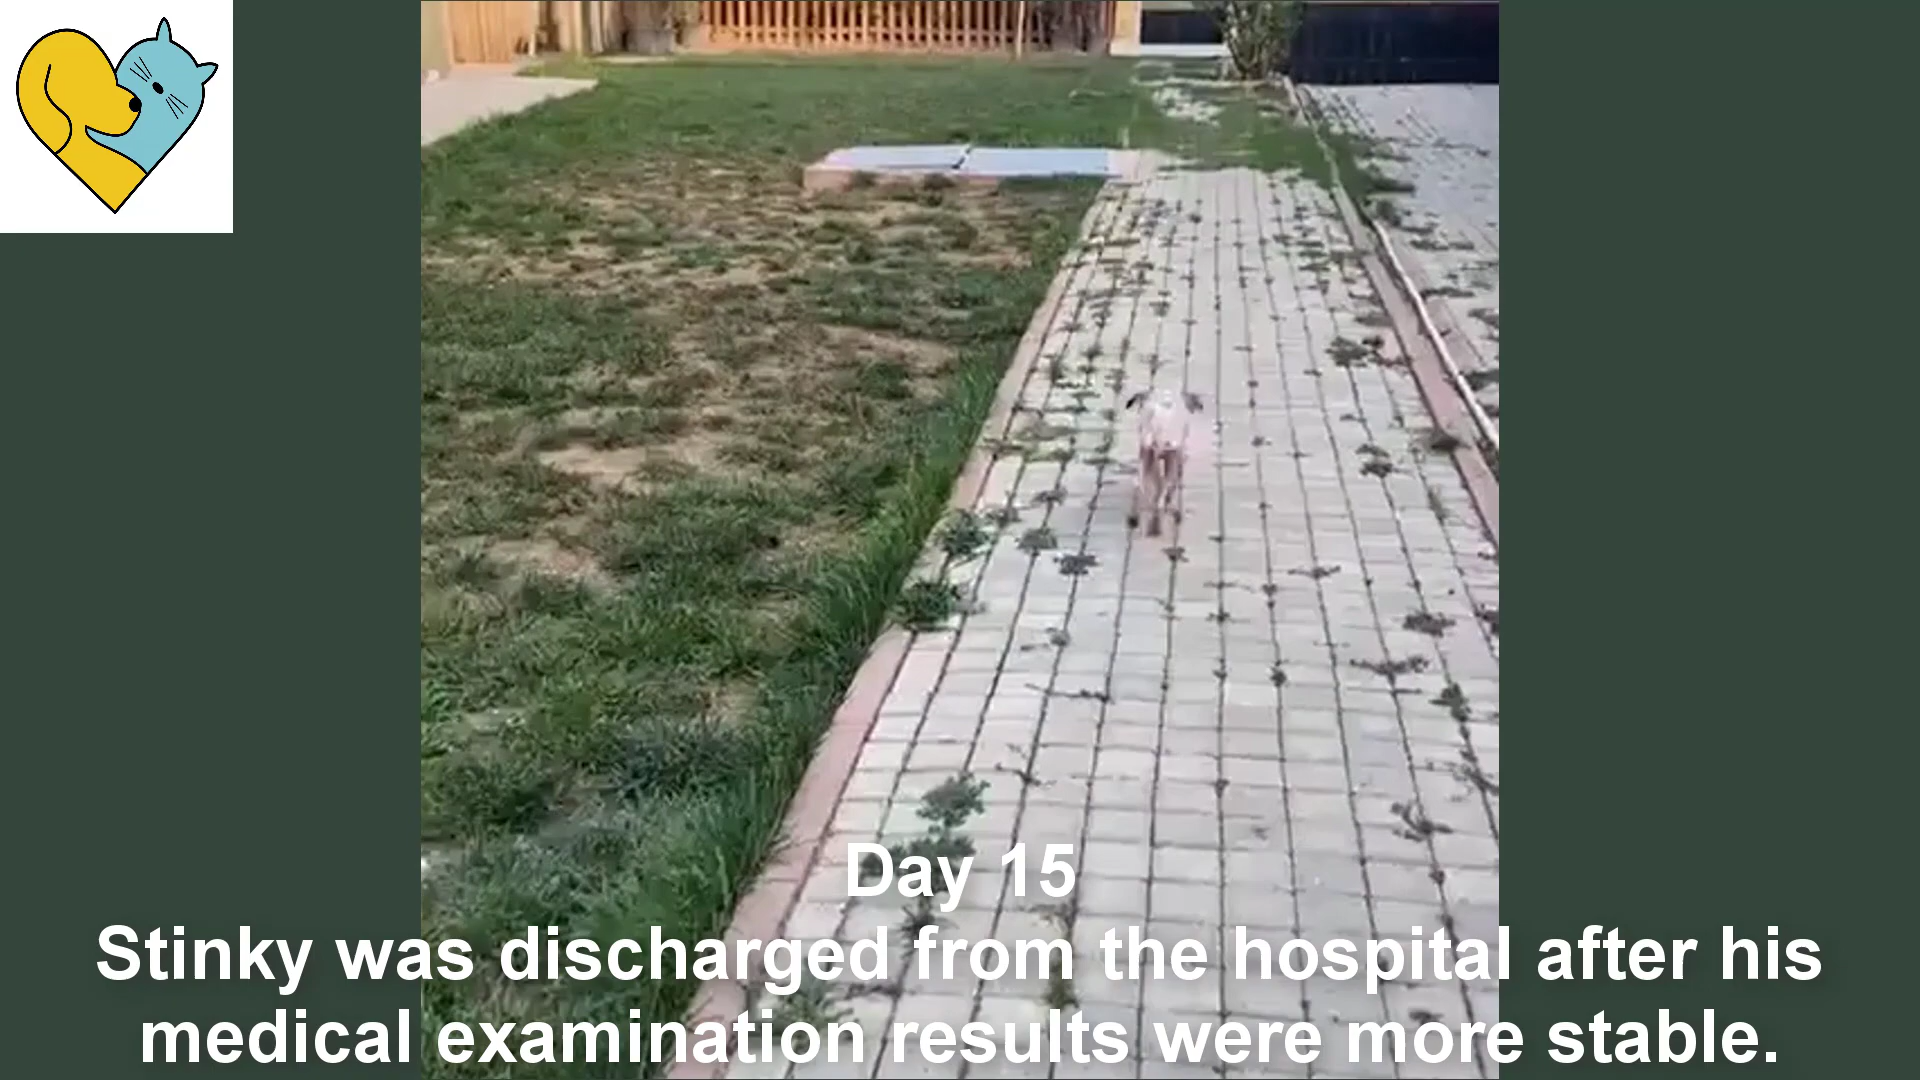 Day 15
Stinky was discharged from the hospital after his
medical examination results were more stable.